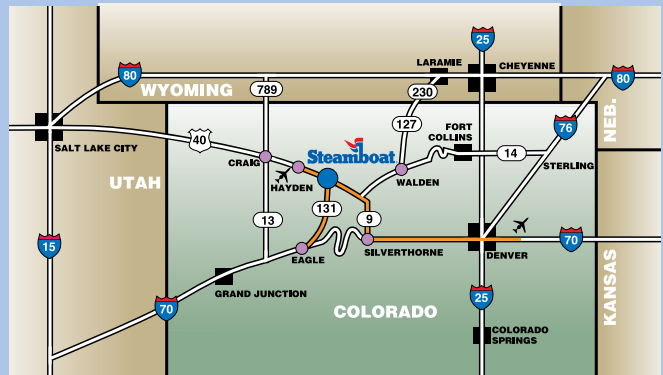 25
LARAMIE
CHEYENNE
80
80
WYOMING
789
230
NEB.
127
FORT
COLLINS
76
40
SALT LAKE CITY
Steamboat
14
CRAIG
STERLING
HAYDEN
WALDEN
UTAH
131
13
9
15
70
EAGLE
SILVERTHORNE
DENVER
KANSAS
GRAND JUNCTION
25
70
COLORADO
COLORADO
SPRINGS